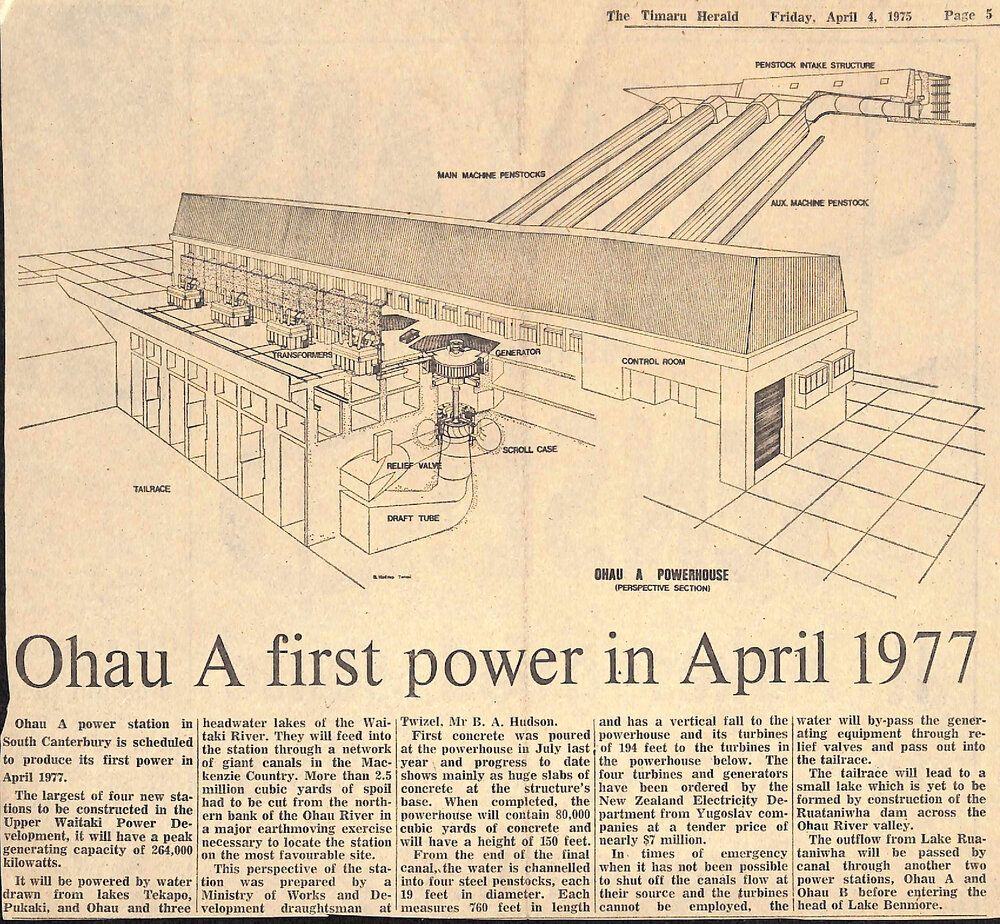 The Timaru Herald Friday, April 4, 1975 Page 5
PENSTOCK INTAKE STRUCTURE
MAIN MACHINE PENSTOCKS
AUX. MACHINE PENSTOCK
TRANSFORMERS
GENERATOR
CONTROL ROOM
SCROLL CASE
RELIEF VALVE
TAILRACE
DRAFT TUBE
OHAU A POWERHOUSE
(PERSPECTIVE SECTION)
Ohau A first power in April 1977
Ohau A power station in
South Canterbury is scheduled
to produce its first power in
April 1977.
The largest of four new sta-
tions to be constructed in the
Upper Waitaki Power De-
velopment, it will have a peak
generating capacity of 264,000
kilowatts.
It will be powered by water
drawn from lakes Tekapo,
Pukaki, and Ohau and three
headwater lakes of the Wai-
taki River. They will feed into
the station through a network
of giant canals in the Mac-
kenzie Country. More than 2.5
million cubic yards of spoil
had to be cut from the north-
ern bank of the Ohau River in
a major earthmoving exercise
necessary to locate the station
on the most favourable site.
This perspective of the sta-
tion was prepared by a
Ministry of Works and De-
velopment draughtsman at
Twizel, Mr B. A. Hudson.
First concrete was poured
at the powerhouse in July last
year and progress to date
shows mainly as huge slabs of
concrete at the structure's
base. When completed, the
powerhouse will contain 80,000
cubic yards of concrete and
will have a height of 150 feet.
From the end of the final
canal, the water is channelled
into four steel penstocks, each
19 feet in diameter. Each
measures 760 feet in length
and has a vertical fall to the
powerhouse and its turbines
of 194 feet to the turbines in
the powerhouse below. The
four turbines and generators
have been ordered by the
New Zealand Electricity De-
partment from Yugoslav com-
panies at a tender price of
nearly $7 million.
In times of emergency
when it has not been possible
to shut off the canals flow at
their source and the turbines
cannot be employed, the
water will by-pass the gener-
ating equipment through re-
lief valves and pass out into
the tailrace.
The tailrace will lead to a
small lake which is yet to be
formed by construction of the
Ruataniwha dam across the
Ohau River valley.
The outflow from Lake Rua-
taniwha will be passed by
canal through another two
power stations, Ohau A and
Ohau B before entering the
head of Lake Benmore.